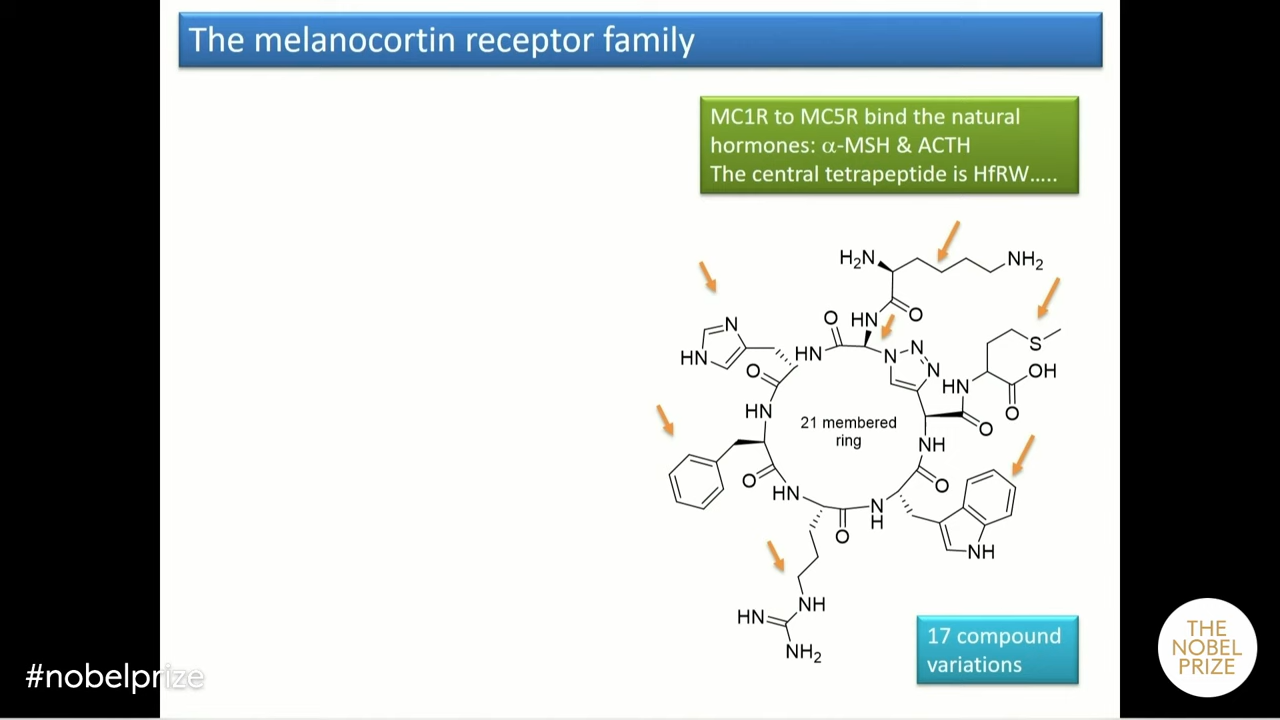 The melanocortin receptor family
MC1R to MC5R bind the natural
hormones: α-MSH & ACTH
The central tetrapeptide is HfRW…..
H₂N
NH₂
O
HN
O
N
HN
N
N
N
S
HN
O
HN
OH
HN
O
O
21 membered
ring
NH
O
HN
O
N
H
O
NH
NH
HN
NH₂
17 compound
variations
#nobelprize
THE
NOBEL
PRIZE